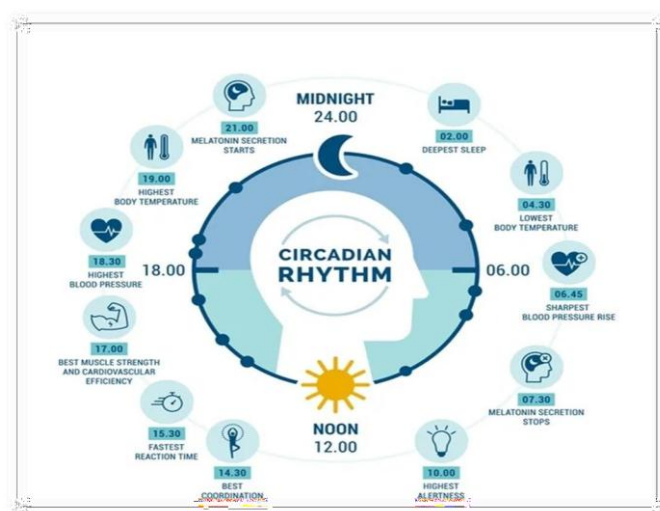 MIDNIGHT
24.00
02.00
DEEPEST SLEEP
04.30
LOWEST
BODY TEMPERATURE
06.00
06.45
SHARPEST
BLOOD PRESSURE RISE
07.30
MELATONIN SECRETION
STOPS
10.00
HIGHEST
ALERTNESS
NOON
12.00
14.30
BEST
COORDINATION
15.30
FASTEST
REACTION TIME
17.00
BEST MUSCLE STRENGTH
AND CARDIOVASCULAR
EFFICIENCY
18.00
18.30
HIGHEST
BLOOD PRESSURE
19.00
HIGHEST
BODY TEMPERATURE
21.00
MELATONIN SECRETION
STARTS
CIRCADIAN
RHYTHM